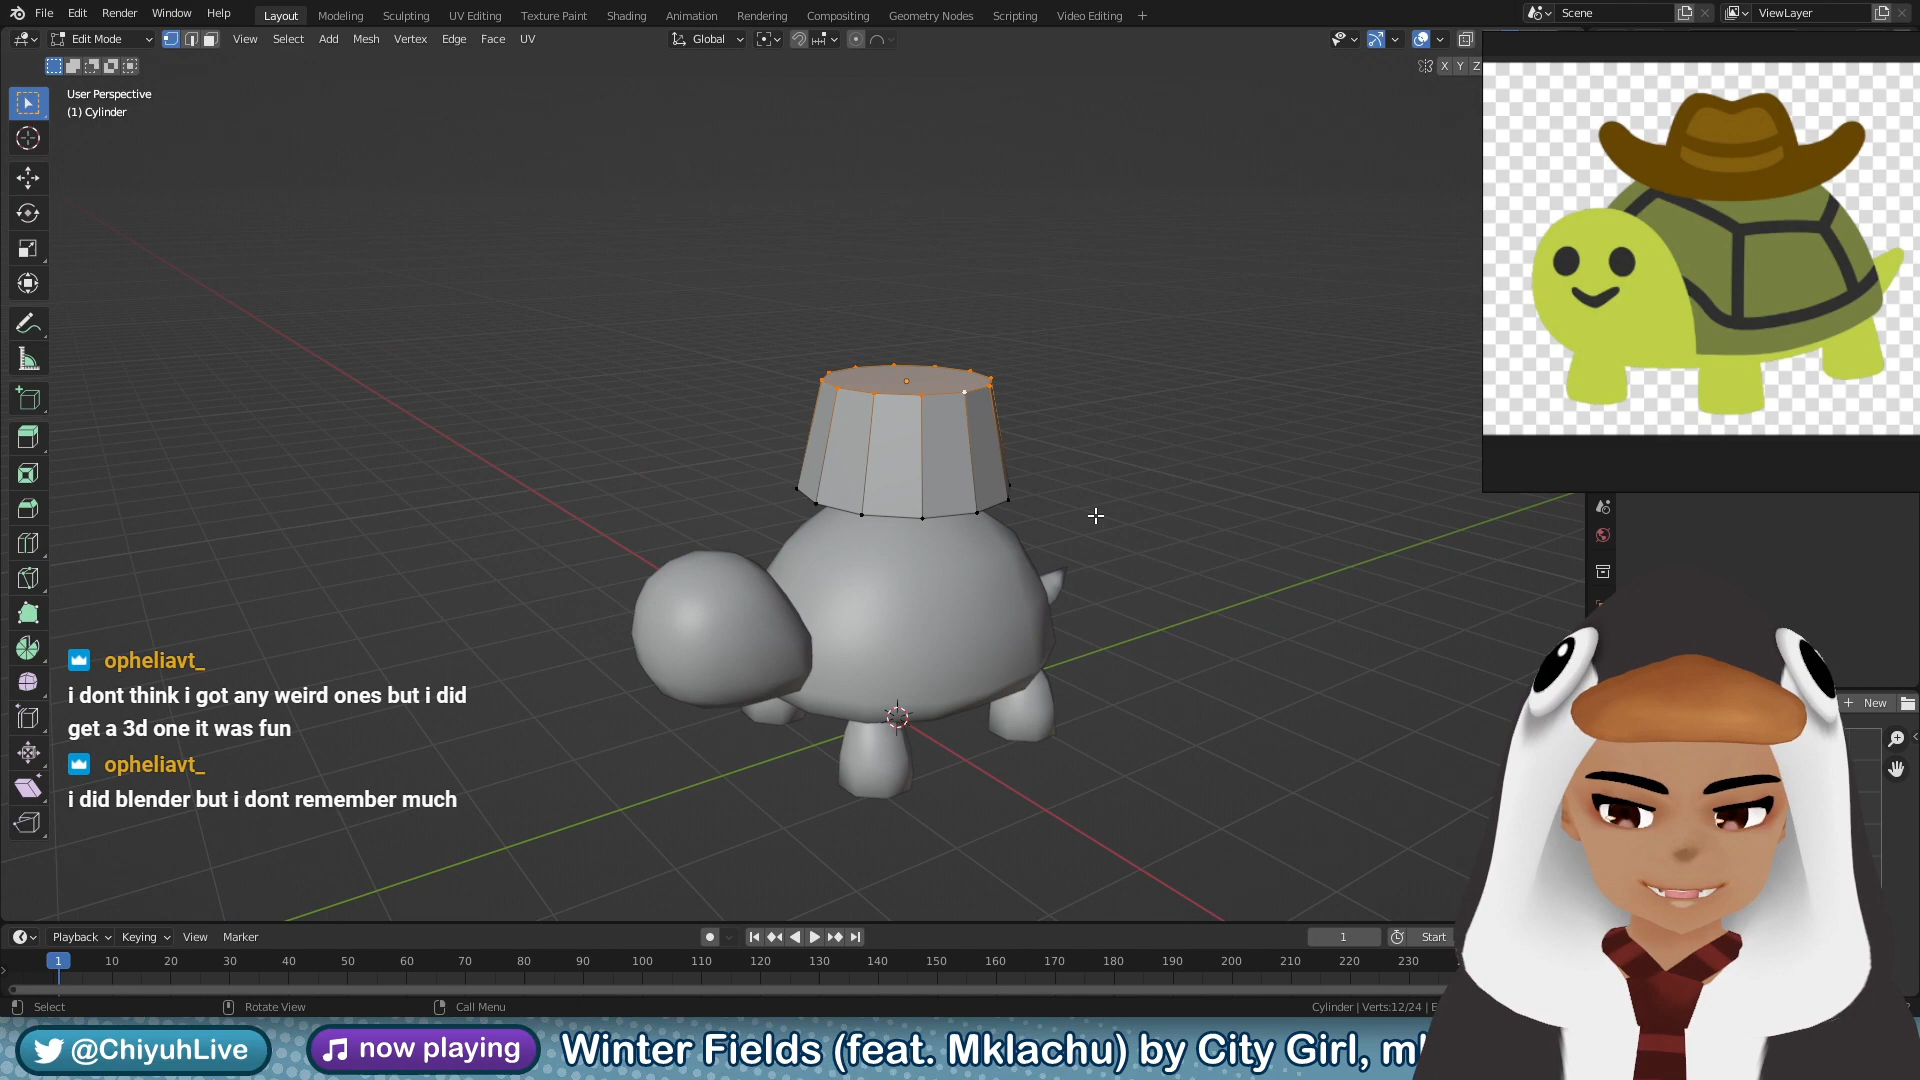 File Edit Render Window Help Layout Modeling Sculpting UV Editing Texture Paint Shading Animation Rendering Compositing Geometry Nodes Scripting Video Editing + Scene ViewLayer
Edit Mode View Select Add Mesh Vertex Edge Face UV Global
X Y Z
User Perspective
(1) Cylinder
opheliavt_
i dont think i got any weird ones but i did
get a 3d one it was fun
opheliavt_
i did blender but i dont remember much
New
Playback Keying View Marker 1 Start
1 10 20 30 40 50 60 70 80 90 100 110 120 130 140 150 160 170 180 190 200 210 220 230
Select Rotate View Call Menu Cylinder | Verts:12/24 | E
@ChiyuhLive now playing Winter Fields (feat. Mklachu) by City Girl,